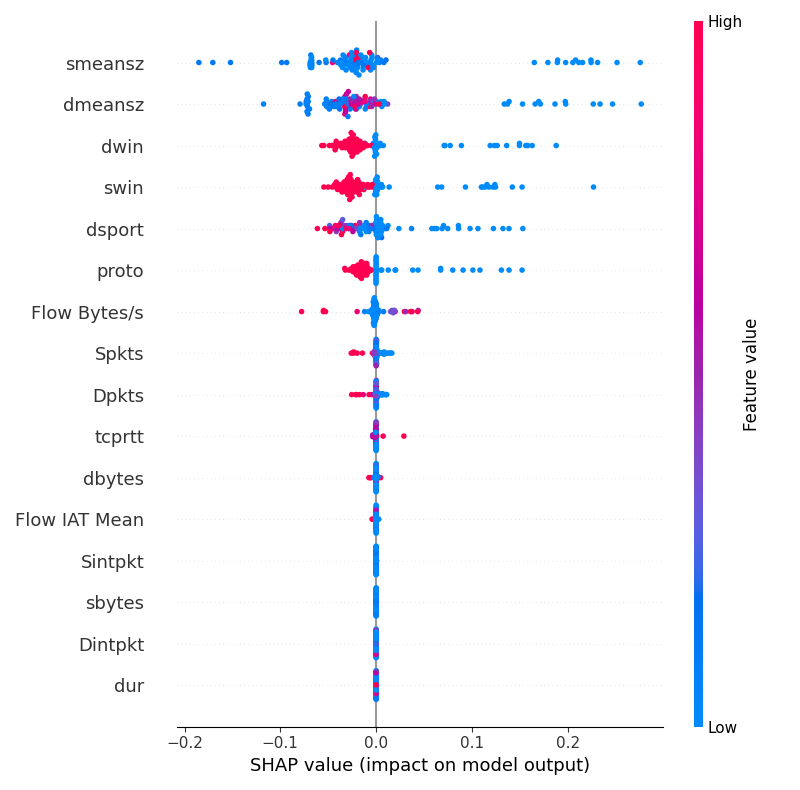 High
smeansz
dmeansz
dwin
swin
dsport
proto
Flow Bytes/s
Spkts
Dpkts
tcprtt
dbytes
Flow IAT Mean
Sintpkt
sbytes
Dintpkt
dur
Feature value
Low
−0.2 −0.1 0.0 0.1 0.2
SHAP value (impact on model output)